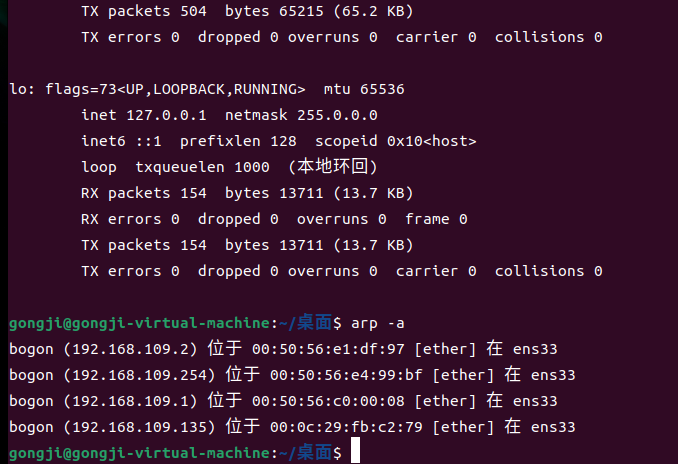 TX packets 504  bytes 65215 (65.2 KB)
TX errors 0  dropped 0 overruns 0  carrier 0  collisions 0
lo: flags=73<UP,LOOPBACK,RUNNING>  mtu 65536
inet 127.0.0.1  netmask 255.0.0.0
inet6 ::1  prefixlen 128  scopeid 0x10<host>
loop  txqueuelen 1000  (本地环回)
RX packets 154  bytes 13711 (13.7 KB)
RX errors 0  dropped 0  overruns 0  frame 0
TX packets 154  bytes 13711 (13.7 KB)
TX errors 0  dropped 0 overruns 0  carrier 0  collisions 0
gongji@gongji-virtual-machine:~/桌面$ arp -a
bogon (192.168.109.2) 位于 00:50:56:e1:df:97 [ether] 在 ens33
bogon (192.168.109.254) 位于 00:50:56:e4:99:bf [ether] 在 ens33
bogon (192.168.109.1) 位于 00:50:56:c0:00:08 [ether] 在 ens33
bogon (192.168.109.135) 位于 00:0c:29:fb:c2:79 [ether] 在 ens33
gongji@gongji-virtual-machine:~/桌面$